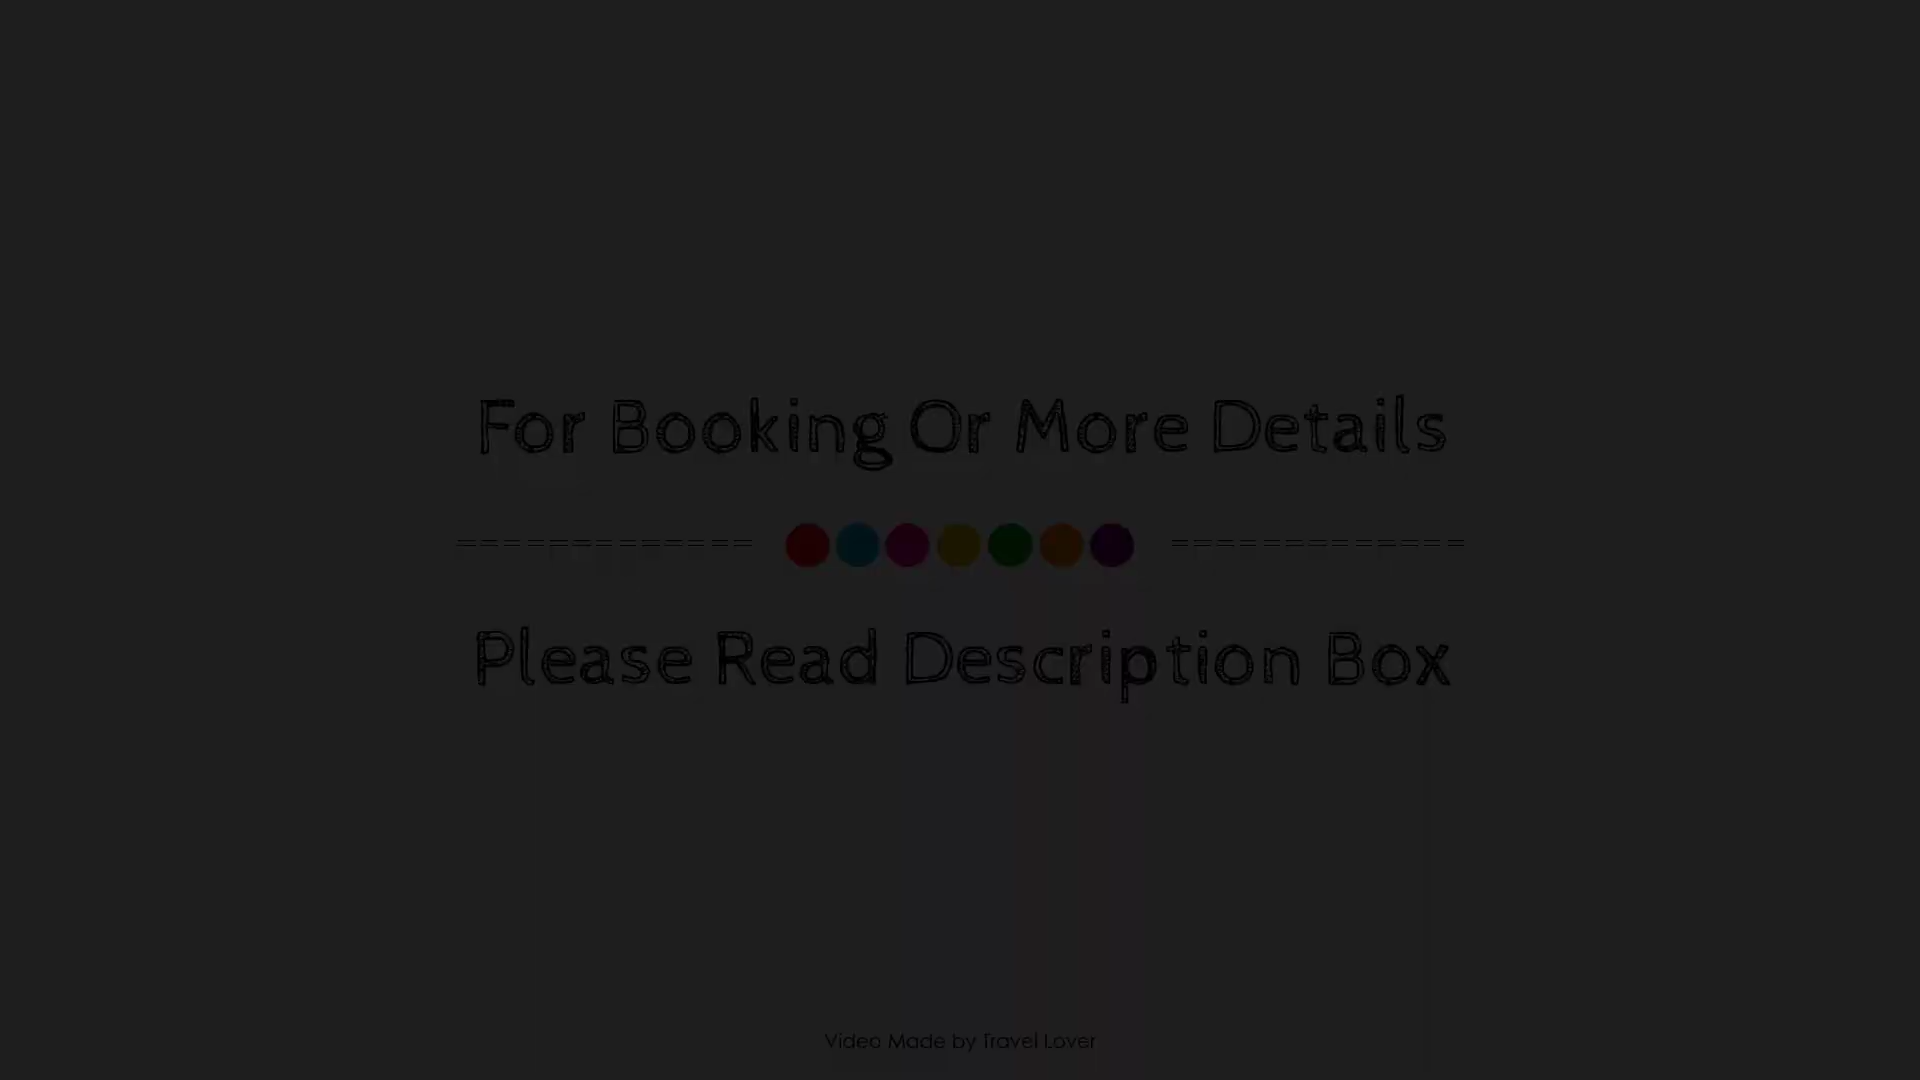 For Booking Or More Details
============= =============
Please Read Description Box
Video Made by Travel Lover